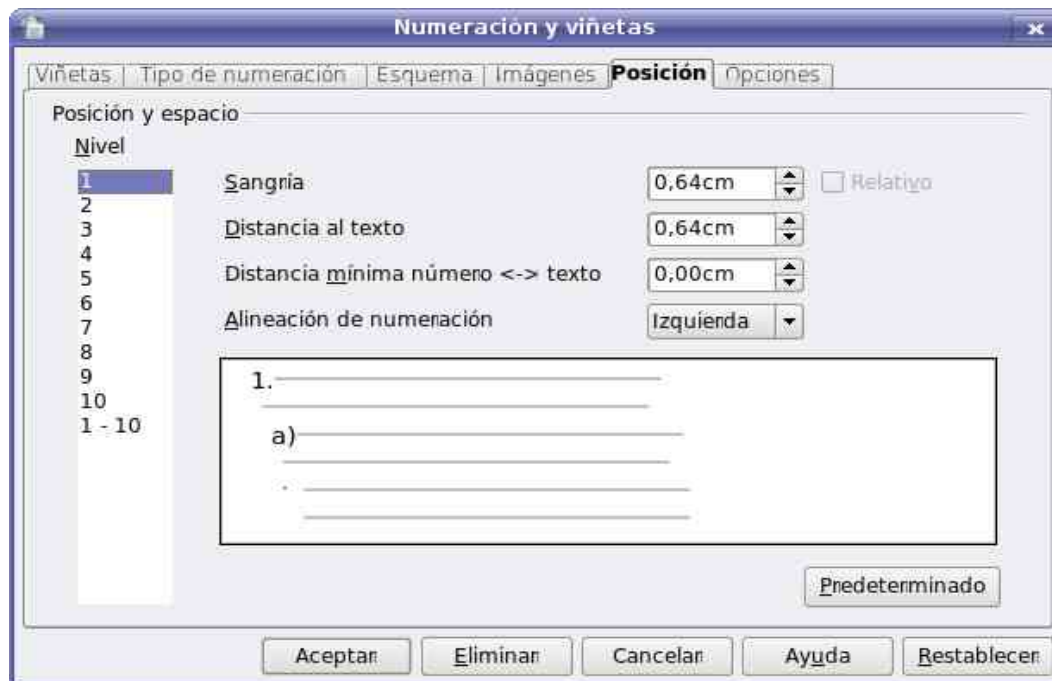 Numeración y viñetas
Viñetas Tipo de numeración Esquema Imágenes Posición Opciones
Posición y espacio
Nivel
1
2
3
4
5
6
7
8
9
10
1 - 10
Sangría 0,64cm Relativo
Distancia al texto 0,64cm
Distancia mínima número <-> texto 0,00cm
Alineación de numeración Izquierda
1.
a)
.
Predeterminado
Aceptar Eliminar Cancelar Ayuda Restablecer